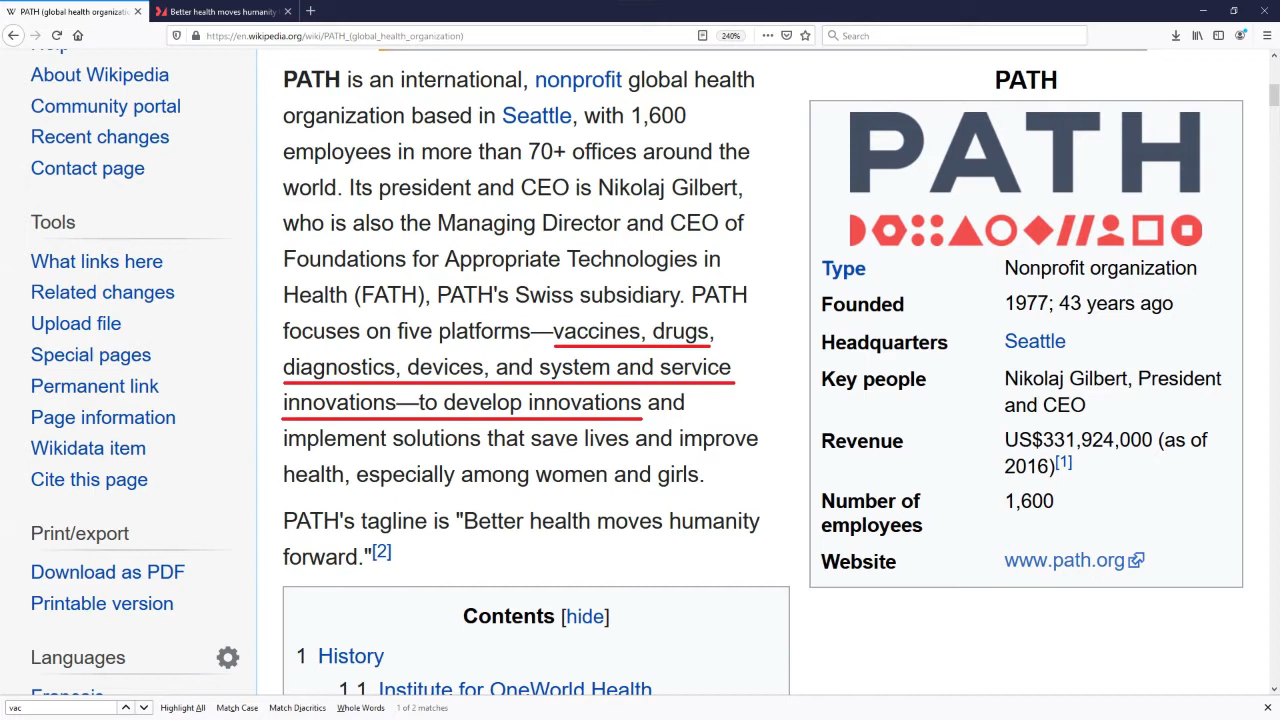 PATH (global health organizatio
Better health moves humanity
https://en.wikipedia.org/wiki/PATH_(global_health_organization)
240%
Search
Help
About Wikipedia
Community portal
Recent changes
Contact page
Tools
What links here
Related changes
Upload file
Special pages
Permanent link
Page information
Wikidata item
Cite this page
Print/export
Download as PDF
Printable version
Languages
Français
PATH is an international, nonprofit global health
organization based in Seattle, with 1,600
employees in more than 70+ offices around the
world. Its president and CEO is Nikolaj Gilbert,
who is also the Managing Director and CEO of
Foundations for Appropriate Technologies in
Health (FATH), PATH's Swiss subsidiary. PATH
focuses on five platforms—vaccines, drugs,
diagnostics, devices, and system and service
innovations—to develop innovations and
implement solutions that save lives and improve
health, especially among women and girls.
PATH's tagline is "Better health moves humanity
forward."[2]
Contents [hide]
1 History
1.1 Institute for OneWorld Health
PATH
PATH
Type Nonprofit organization
Founded 1977; 43 years ago
Headquarters Seattle
Key people Nikolaj Gilbert, President
and CEO
Revenue US$331,924,000 (as of
2016)[1]
Number of 1,600
employees
Website www.path.org
vac
Highlight All Match Case Match Diacritics Whole Words 1 of 2 matches